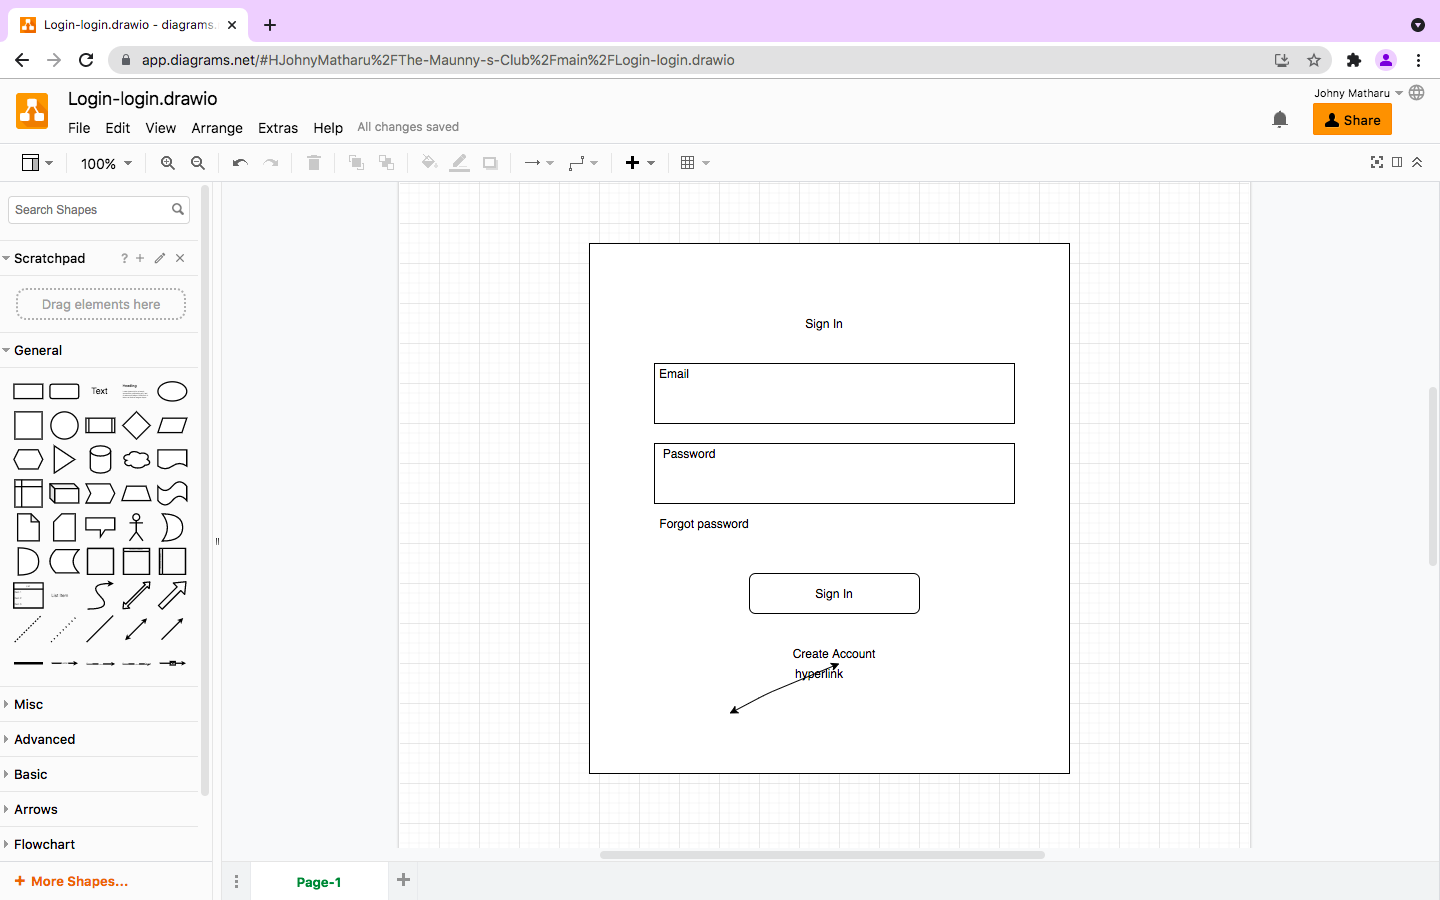 Login-login.drawio - diagrams.
app.diagrams.net/#HJohnyMatharu%2FThe-Maunny-s-Club%2Fmain%2FLogin-login.drawio
Login-login.drawio
Johny Matharu
File Edit View Arrange Extras Help All changes saved
Share
100%
Search Shapes
Scratchpad
?
Drag elements here
General
Text
Heading
List Item
Misc
Advanced
Basic
Arrows
Flowchart
+ More Shapes...
Sign In
Email
Password
Forgot password
Sign In
Create Account
hyperlink
Page-1